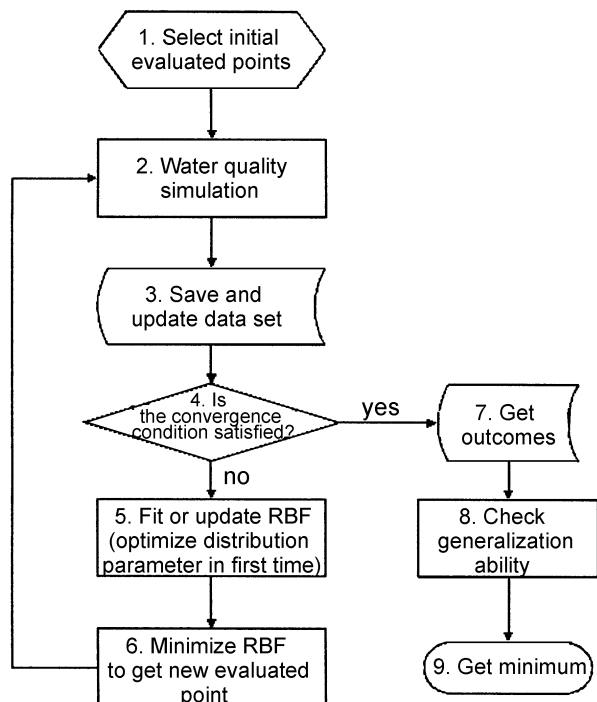 1. Select initial
evaluated points
2. Water quality
simulation
3. Save and
update data set
4. Is
the convergence
condition satisfied?
yes
no
7. Get
outcomes
5. Fit or update RBF
(optimize distribution
parameter in first time)
8. Check
generalization
ability
6. Minimize RBF
to get new evaluated
point
9. Get minimum